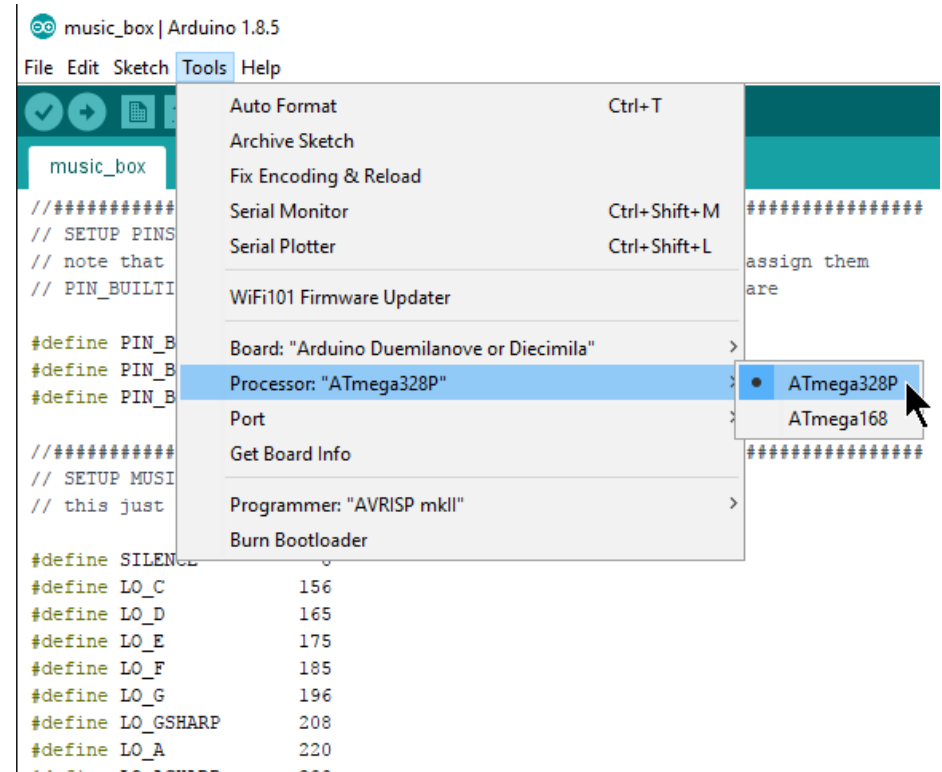 music_box | Arduino 1.8.5
File Edit Sketch Tools Help
Auto Format Ctrl+T
Archive Sketch
music_box
Fix Encoding & Reload
//########### ################
Serial Monitor Ctrl+Shift+M
// SETUP PINS
Serial Plotter Ctrl+Shift+L
// note that assign them
// PIN_BUILTI are
WiFi101 Firmware Updater
#define PIN_B
Board: "Arduino Duemilanove or Diecimila"
#define PIN_B
Processor: "ATmega328P"
ATmega328P
#define PIN_B
Port
ATmega168
//########### ################
Get Board Info
// SETUP MUSI
// this just
Programmer: "AVRISP mkII"
Burn Bootloader
#define
#define LO_C 156
#define LO_D 165
#define LO_E 175
#define LO_F 185
#define LO_G 196
#define LO_GSHARP 208
#define LO_A 220